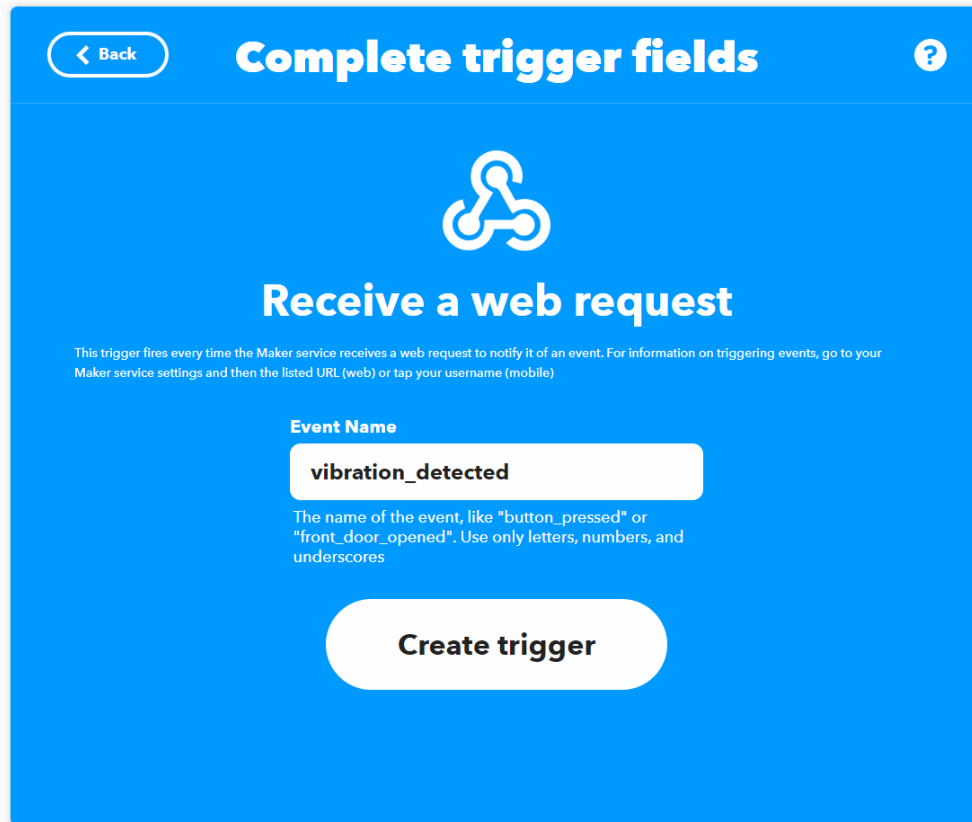 Back
Complete trigger fields
?
Receive a web request
This trigger fires every time the Maker service receives a web request to notify it of an event. For information on triggering events, go to your
Maker service settings and then the listed URL (web) or tap your username (mobile)
Event Name
vibration_detected
The name of the event, like "button_pressed" or
"front_door_opened". Use only letters, numbers, and
underscores
Create trigger